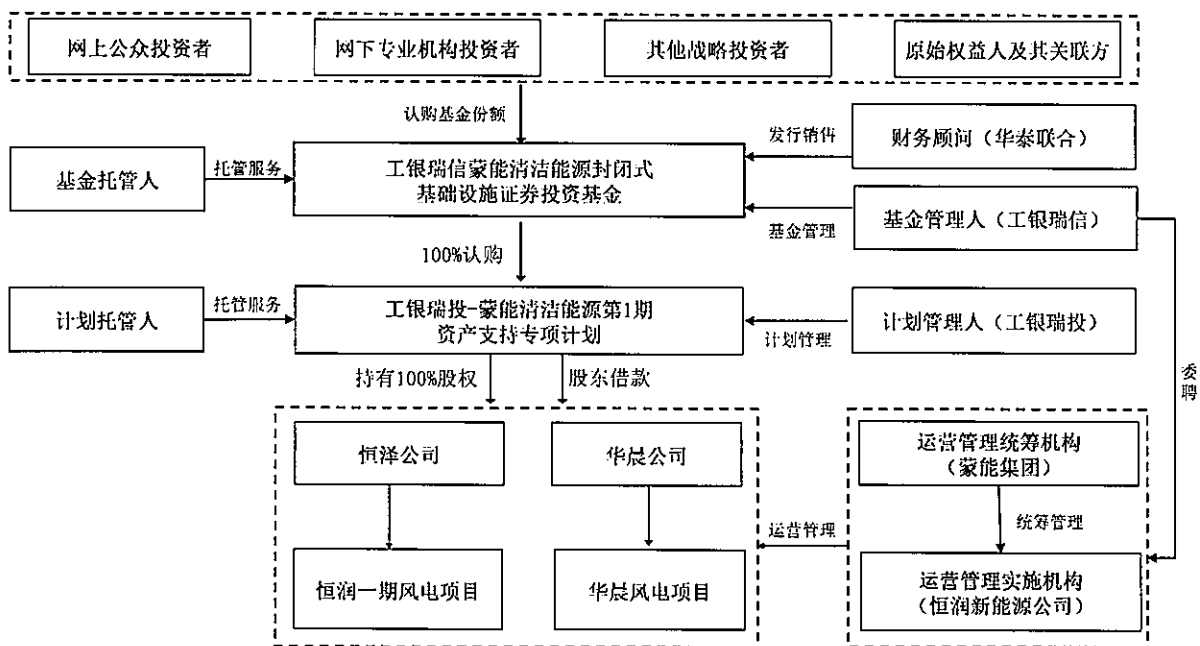 网上公众投资者
网下专业机构投资者
其他战略投资者
原始权益人及其关联方
认购基金份额
发行销售
财务顾问（华泰联合）
基金托管人
托管服务
工银瑞信蒙能清洁能源封闭式
基础设施证券投资基金
基金管理
基金管理人（工银瑞信）
100%认购
计划托管人
托管服务
工银瑞投-蒙能清洁能源第1期
资产支持专项计划
计划管理
计划管理人（工银瑞投）
持有100%股权
股东借款
委聘
恒泽公司
华晨公司
运营管理统筹机构
（蒙能集团）
运营管理
统筹管理
恒润一期风电项目
华晨风电项目
运营管理实施机构
（恒润新能源公司）